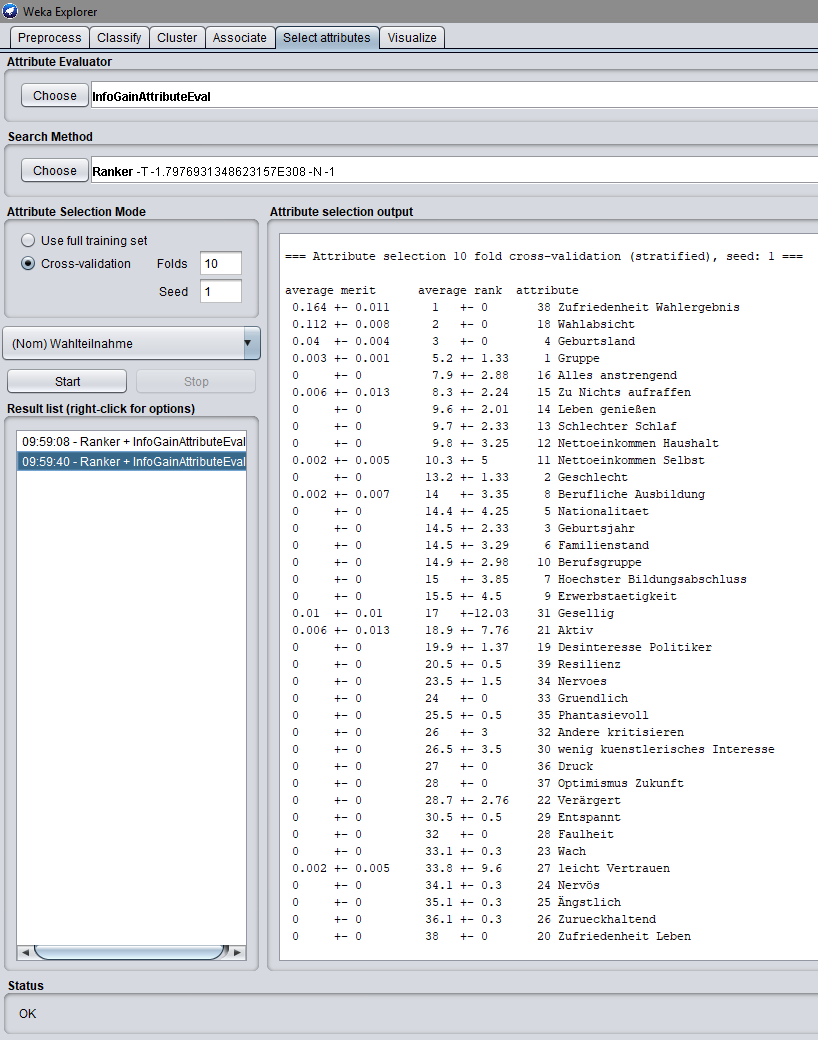 Weka Explorer
Preprocess Classify Cluster Associate Select attributes Visualize
Attribute Evaluator
Choose InfoGainAttributeEval
Search Method
Choose Ranker -T -1.7976931348623157E308 -N -1
Attribute Selection Mode
Use full training set
Cross-validation Folds 10
Seed 1
(Nom) Wahlteilnahme
Start Stop
Result list (right-click for options)
09:59:08 - Ranker + InfoGainAttributeEval
09:59:40 - Ranker + InfoGainAttributeEval
Attribute selection output
=== Attribute selection 10 fold cross-validation (stratified), seed: 1 ===
average merit average rank attribute
0.164 +- 0.011 1 +- 0 38 Zufriedenheit Wahlergebnis
0.112 +- 0.008 2 +- 0 18 Wahlabsicht
0.04 +- 0.004 3 +- 0 4 Geburtsland
0.003 +- 0.001 5.2 +- 1.33 1 Gruppe
0 +- 0 7.9 +- 2.88 16 Alles anstrengend
0.006 +- 0.013 8.3 +- 2.24 15 Zu Nichts aufraffen
0 +- 0 9.6 +- 2.01 14 Leben genießen
0 +- 0 9.7 +- 2.33 13 Schlechter Schlaf
0 +- 0 9.8 +- 3.25 12 Nettoeinkommen Haushalt
0.002 +- 0.005 10.3 +- 5 11 Nettoeinkommen Selbst
0 +- 0 13.2 +- 1.33 2 Geschlecht
0.002 +- 0.007 14 +- 3.35 8 Berufliche Ausbildung
0 +- 0 14.4 +- 4.25 5 Nationalitaet
0 +- 0 14.5 +- 2.33 3 Geburtsjahr
0 +- 0 14.5 +- 3.29 6 Familienstand
0 +- 0 14.9 +- 2.98 10 Berufsgruppe
0 +- 0 15 +- 3.85 7 Hoechster Bildungsabschluss
0 +- 0 15.5 +- 4.5 9 Erwerbstaetigkeit
0.01 +- 0.01 17 +-12.03 31 Gesellig
0.006 +- 0.013 18.9 +- 7.76 21 Aktiv
0 +- 0 19.9 +- 1.37 19 Desinteresse Politiker
0 +- 0 20.5 +- 0.5 39 Resilienz
0 +- 0 23.5 +- 1.5 34 Nervoes
0 +- 0 24 +- 0 33 Gruendlich
0 +- 0 25.5 +- 0.5 35 Phantasievoll
0 +- 0 26 +- 3 32 Andere kritisieren
0 +- 0 26.5 +- 3.5 30 wenig kuenstlerisches Interesse
0 +- 0 27 +- 0 36 Druck
0 +- 0 28 +- 0 37 Optimismus Zukunft
0 +- 0 28.7 +- 2.76 22 Verärgert
0 +- 0 30.5 +- 0.5 29 Entspannt
0 +- 0 32 +- 0 28 Faulheit
0 +- 0 33.1 +- 0.3 23 Wach
0.002 +- 0.005 33.8 +- 9.6 27 leicht Vertrauen
0 +- 0 34.1 +- 0.3 24 Nervös
0 +- 0 35.1 +- 0.3 25 Ängstlich
0 +- 0 36.1 +- 0.3 26 Zurueckhaltend
0 +- 0 38 +- 0 20 Zufriedenheit Leben
Status
OK